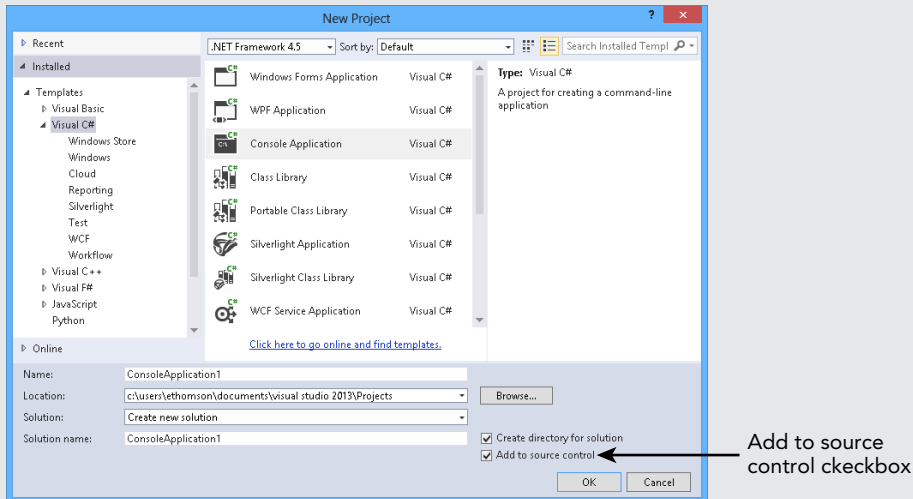 New Project
?
Recent
.NET Framework 4.5
Sort by: Default
Search Installed Templ
Installed
Templates
Visual Basic
Visual C#
Windows Store
Windows
Cloud
Reporting
Silverlight
Test
WCF
Workflow
Visual C++
Visual F#
JavaScript
Python
Online
Windows Forms Application Visual C#
WPF Application Visual C#
Console Application Visual C#
Class Library Visual C#
Portable Class Library Visual C#
Silverlight Application Visual C#
Silverlight Class Library Visual C#
WCF Service Application Visual C#
Click here to go online and find templates.
Type: Visual C#
A project for creating a command-line
application
Name: ConsoleApplication1
Location: c:\users\ethomson\documents\visual studio 2013\Projects
Browse...
Solution: Create new solution
Solution name: ConsoleApplication1
Create directory for solution
Add to source control
OK
Cancel
Add to source
control ckeckbox